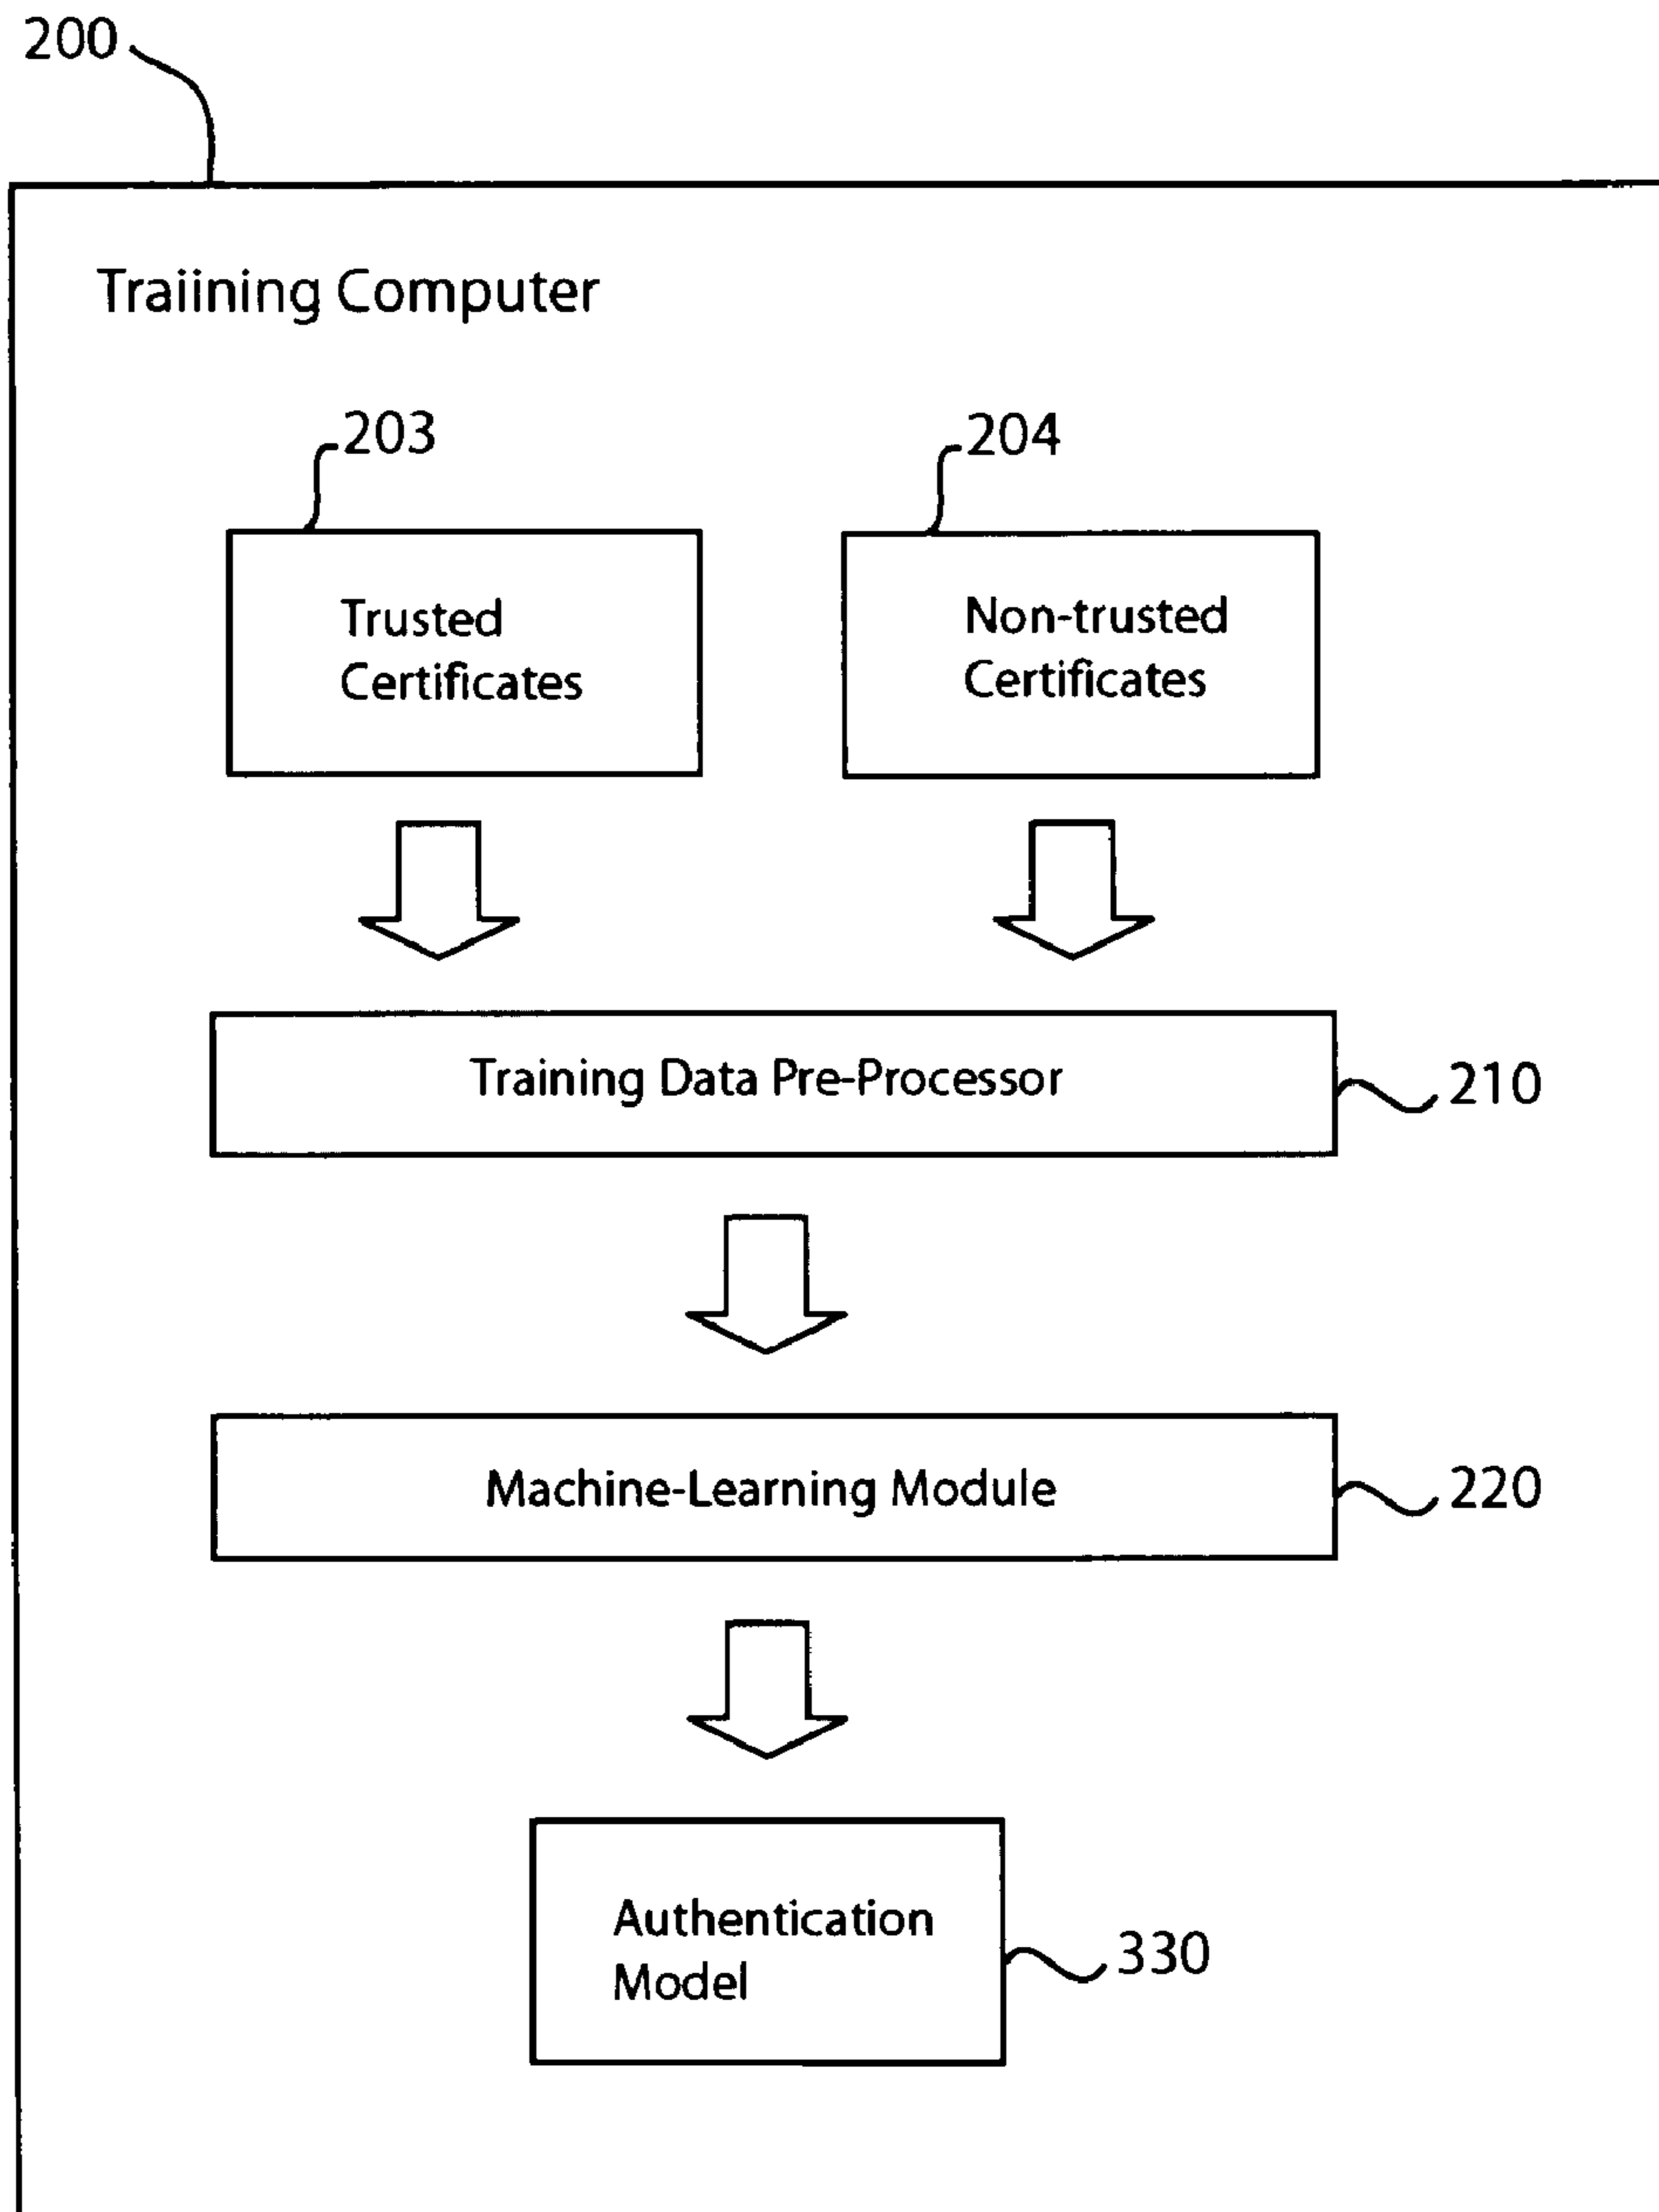 200
Traiining Computer
203
204
Trusted
Certificates
Non-trusted
Certificates
Training Data Pre-Processor
210
Machine-Learning Module
220
Authentication
Model
330